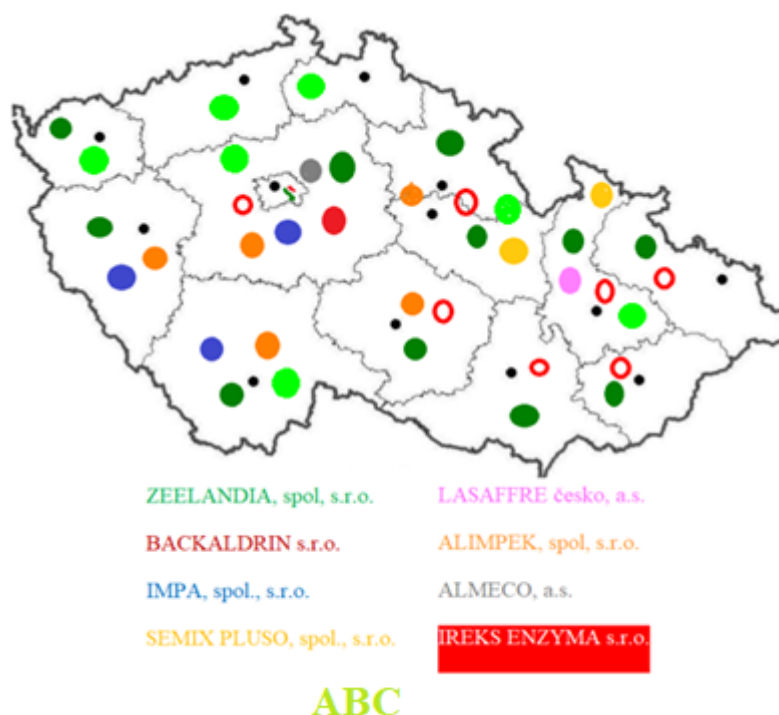 ZEELANDIA, spol, s.r.o.
LASAFFRE česko, a.s.
BACKALDRIN s.r.o.
ALIMPEK, spol, s.r.o.
IMPA, spol., s.r.o.
ALMECO, a.s.
SEMIX PLUSO, spol., s.r.o.
IREKS ENZYMA s.r.o.
ABC